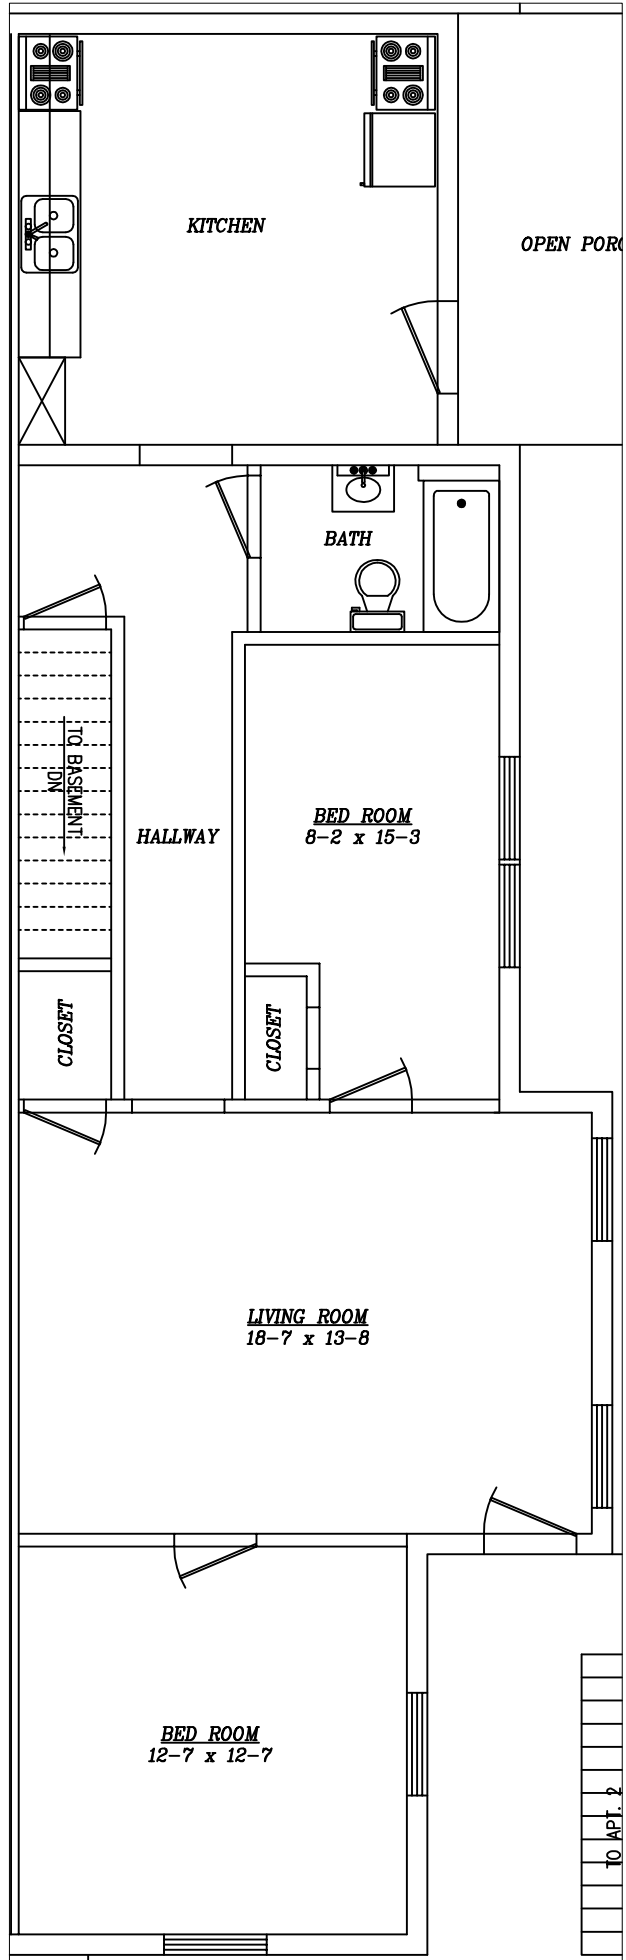 KITCHEN
OPEN PORC
BATH
TO BASEMENT
DN
HALLWAY
BED ROOM
8-2 x 15-3
CLOSET
CLOSET
LIVING ROOM
18-7 x 13-8
BED ROOM
12-7 x 12-7
TO APT. 2